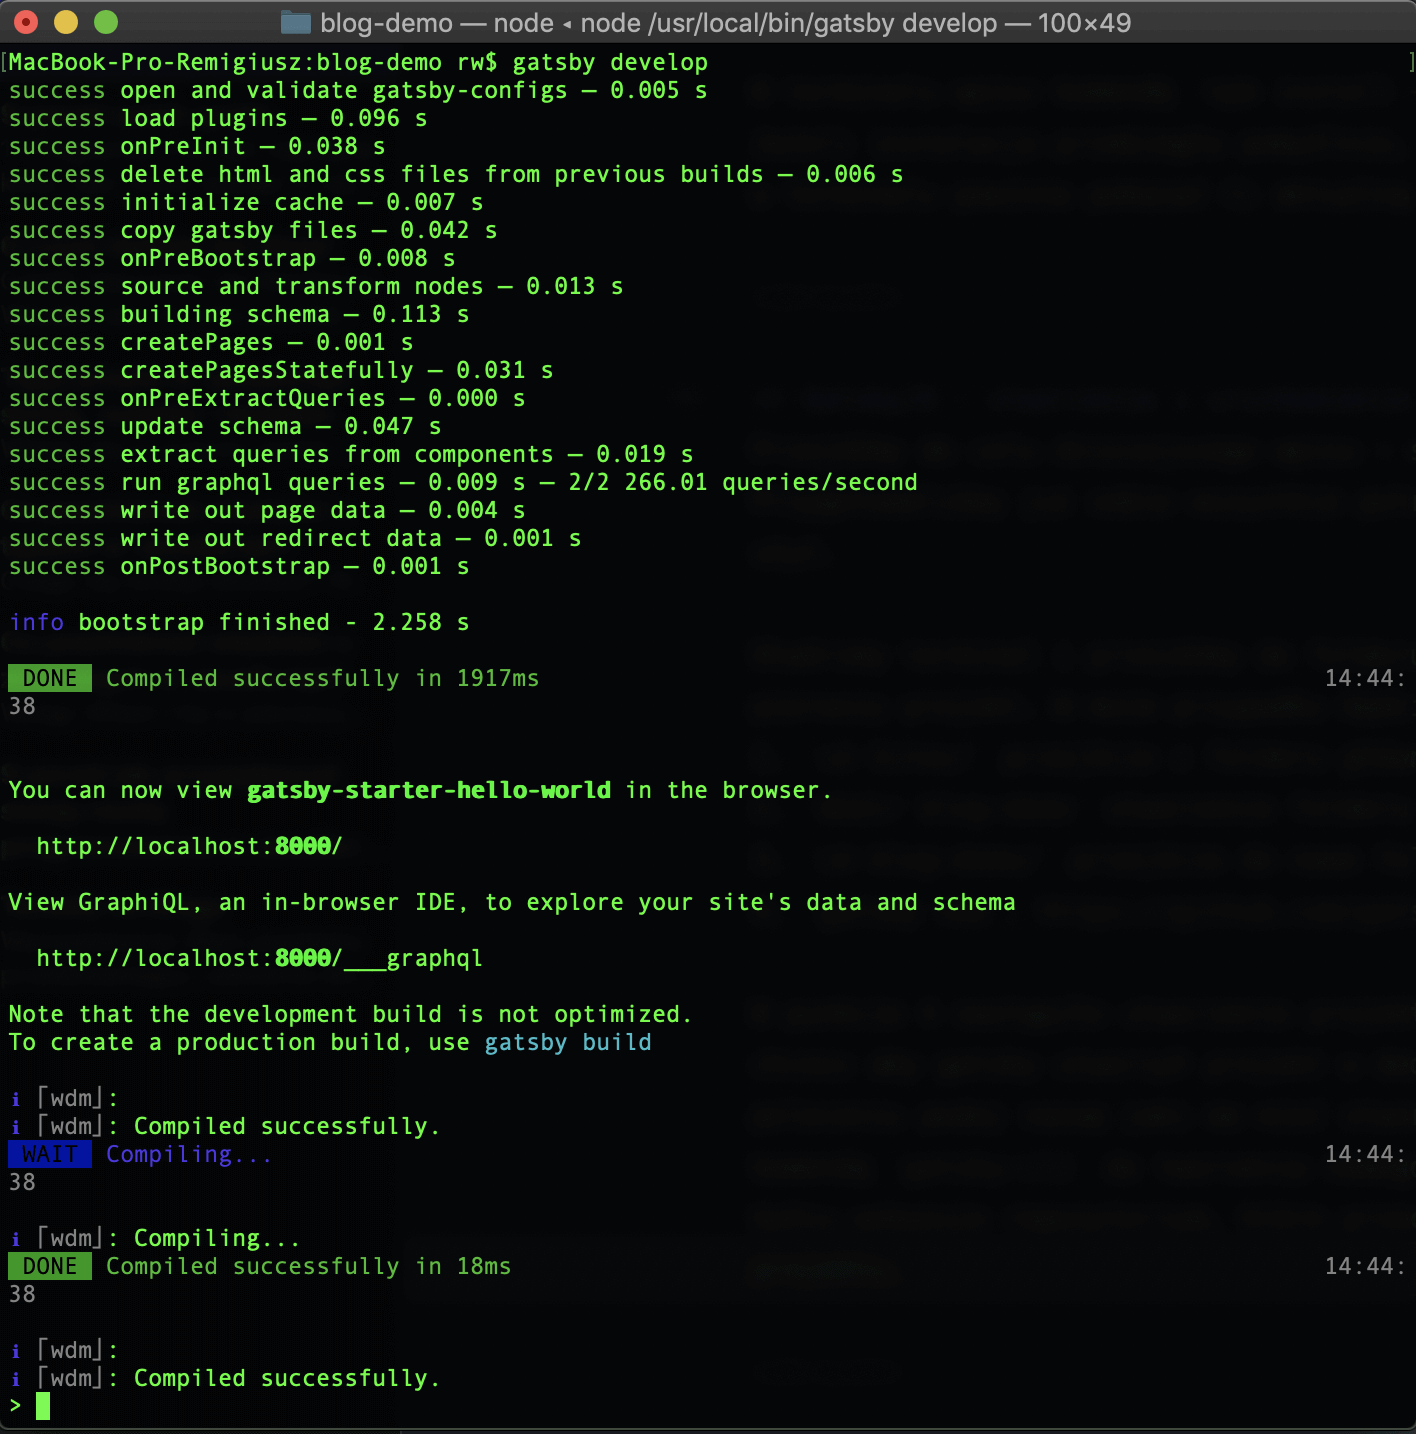 blog-demo — node ◂ node /usr/local/bin/gatsby develop — 100×49
[MacBook-Pro-Remigiusz:blog-demo rw$ gatsby develop ]
success open and validate gatsby-configs — 0.005 s
success load plugins — 0.096 s
success onPreInit — 0.038 s
success delete html and css files from previous builds — 0.006 s
success initialize cache — 0.007 s
success copy gatsby files — 0.042 s
success onPreBootstrap — 0.008 s
success source and transform nodes — 0.013 s
success building schema — 0.113 s
success createPages — 0.001 s
success createPagesStatefully — 0.031 s
success onPreExtractQueries — 0.000 s
success update schema — 0.047 s
success extract queries from components — 0.019 s
success run graphql queries — 0.009 s — 2/2 266.01 queries/second
success write out page data — 0.004 s
success write out redirect data — 0.001 s
success onPostBootstrap — 0.001 s
info bootstrap finished - 2.258 s
DONE Compiled successfully in 1917ms 14:44:
38
You can now view gatsby-starter-hello-world in the browser.
http://localhost:8000/
View GraphiQL, an in-browser IDE, to explore your site's data and schema
http://localhost:8000/___graphql
Note that the development build is not optimized.
To create a production build, use gatsby build
ℹ ｢wdm｣:
ℹ ｢wdm｣: Compiled successfully.
WAIT Compiling... 14:44:
38
ℹ ｢wdm｣: Compiling...
DONE Compiled successfully in 18ms 14:44:
38
ℹ ｢wdm｣:
ℹ ｢wdm｣: Compiled successfully.
>